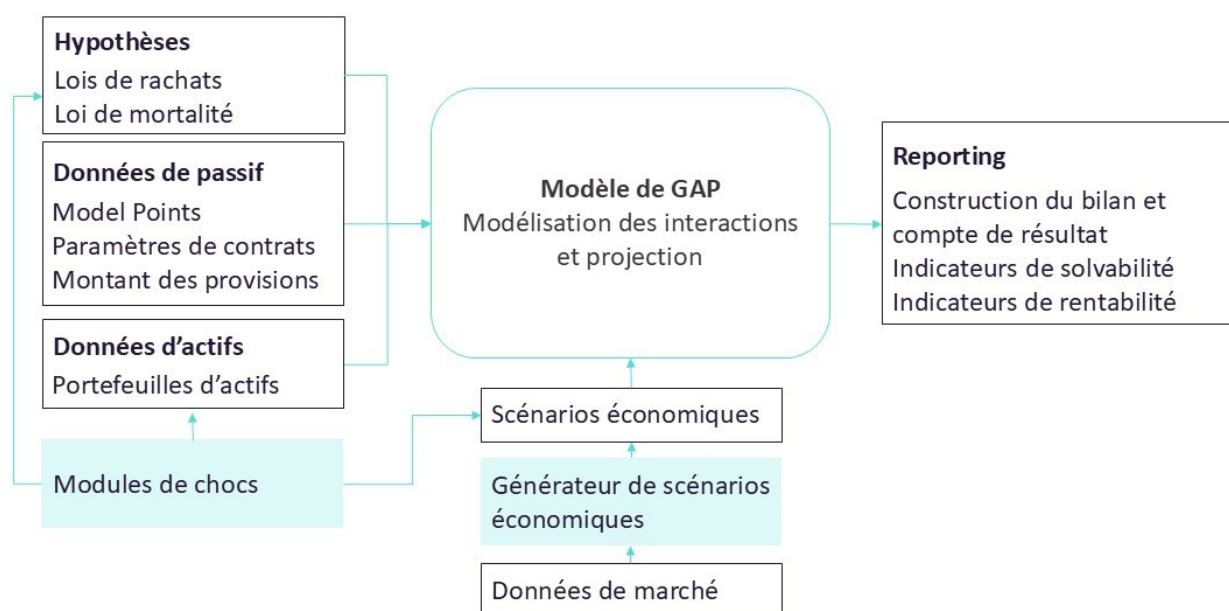 Hypothèses
Lois de rachats
Loi de mortalité
Données de passif
Model Points
Paramètres de contrats
Montant des provisions
Données d'actifs
Portefeuilles d'actifs
Modules de chocs
Modèle de GAP
Modélisation des interactions
et projection
Scénarios économiques
Générateur de scénarios
économiques
Données de marché
Reporting
Construction du bilan et
compte de résultat
Indicateurs de solvabilité
Indicateurs de rentabilité